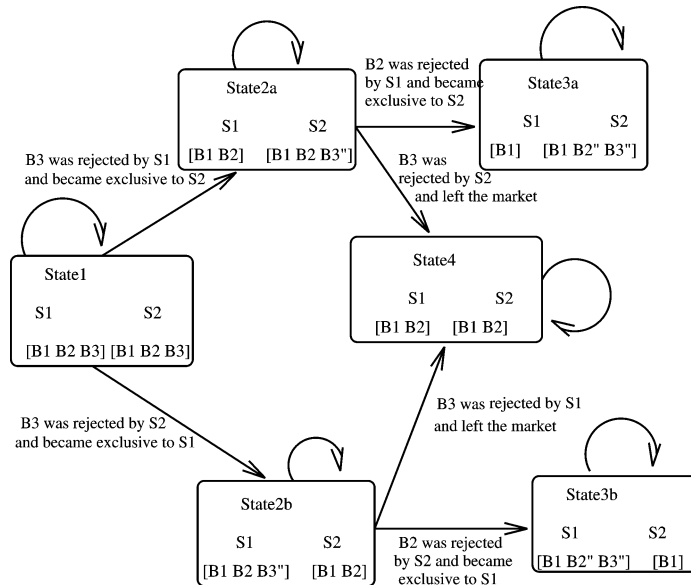 State2a
S1 S2
[B1 B2] [B1 B2 B3"]
B2 was rejected
by S1 and became
exclusive to S2
State3a
S1 S2
[B1] [B1 B2" B3"]
B3 was rejected by S1
and became exclusive to S2
B3 was
rejected by S2
and left the market
State1
S1 S2
[B1 B2 B3] [B1 B2 B3]
State4
S1 S2
[B1 B2] [B1 B2]
B3 was rejected by S2
and became exclusive to S1
B3 was rejected by S1
and left the market
State2b
S1 S2
[B1 B2 B3"] [B1 B2]
B2 was rejected
by S2 and became
exclusive to S1
State3b
S1 S2
[B1 B2" B3"] [B1]